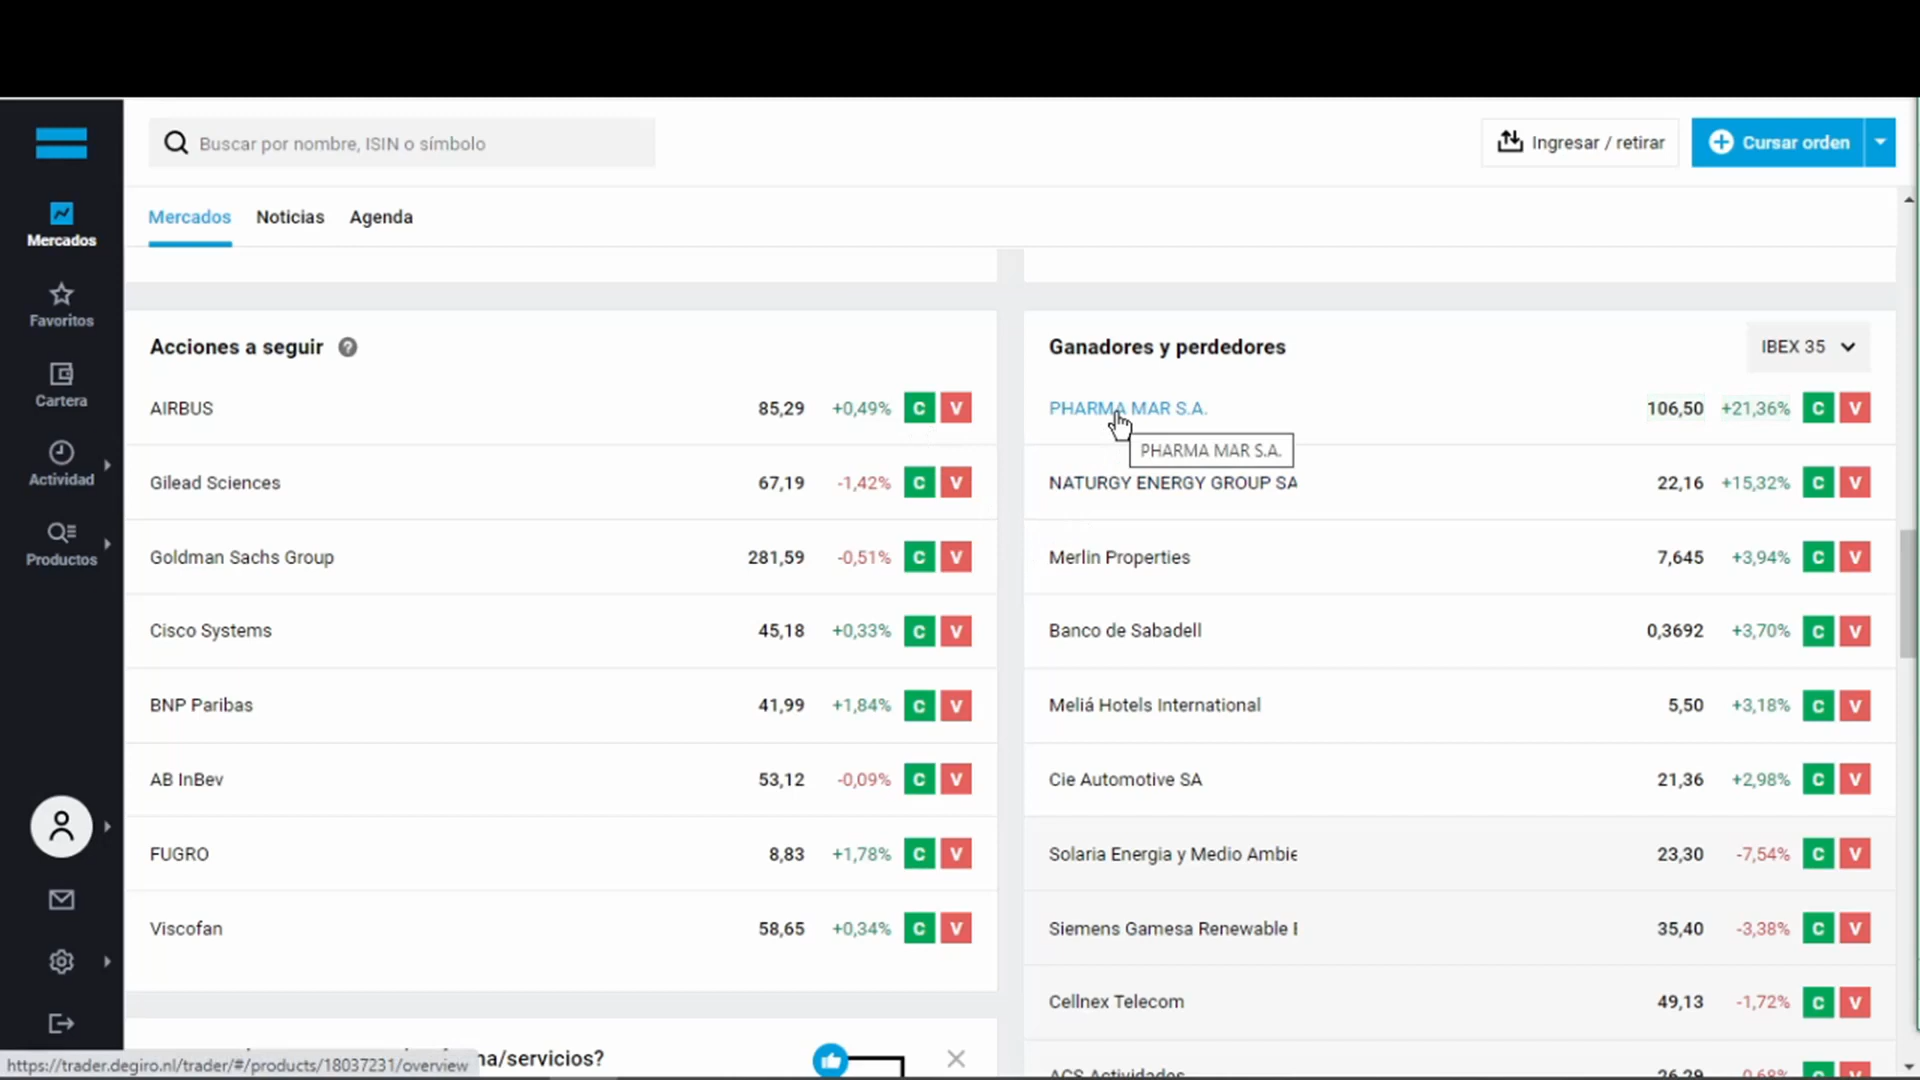 Buscar por nombre, ISIN o símbolo
Ingresar / retirar
Cursar orden
Mercados
Favoritos
Cartera
Actividad
Productos
Mercados Noticias Agenda
Acciones a seguir ?
AIRBUS 85,29 +0,49% C V
Gilead Sciences 67,19 -1,42% C V
Goldman Sachs Group 281,59 -0,51% C V
Cisco Systems 45,18 +0,33% C V
BNP Paribas 41,99 +1,84% C V
AB InBev 53,12 -0,09% C V
FUGRO 8,83 +1,78% C V
Viscofan 58,65 +0,34% C V
Ganadores y perdedores IBEX 35
PHARMA MAR S.A. 106,50 +21,36% C V
PHARMA MAR S.A.
NATURGY ENERGY GROUP SA 22,16 +15,32% C V
Merlin Properties 7,645 +3,94% C V
Banco de Sabadell 0,3692 +3,70% C V
Meliá Hotels International 5,50 +3,18% C V
Cie Automotive SA 21,36 +2,98% C V
Solaria Energia y Medio Ambie 23,30 -7,54% C V
Siemens Gamesa Renewable 35,40 -3,38% C V
Cellnex Telecom 49,13 -1,72% C V
ACS Actividades 26,29 -0,68% C V
na/servicios?
https://trader.degiro.nl/trader/#/products/18037231/overview